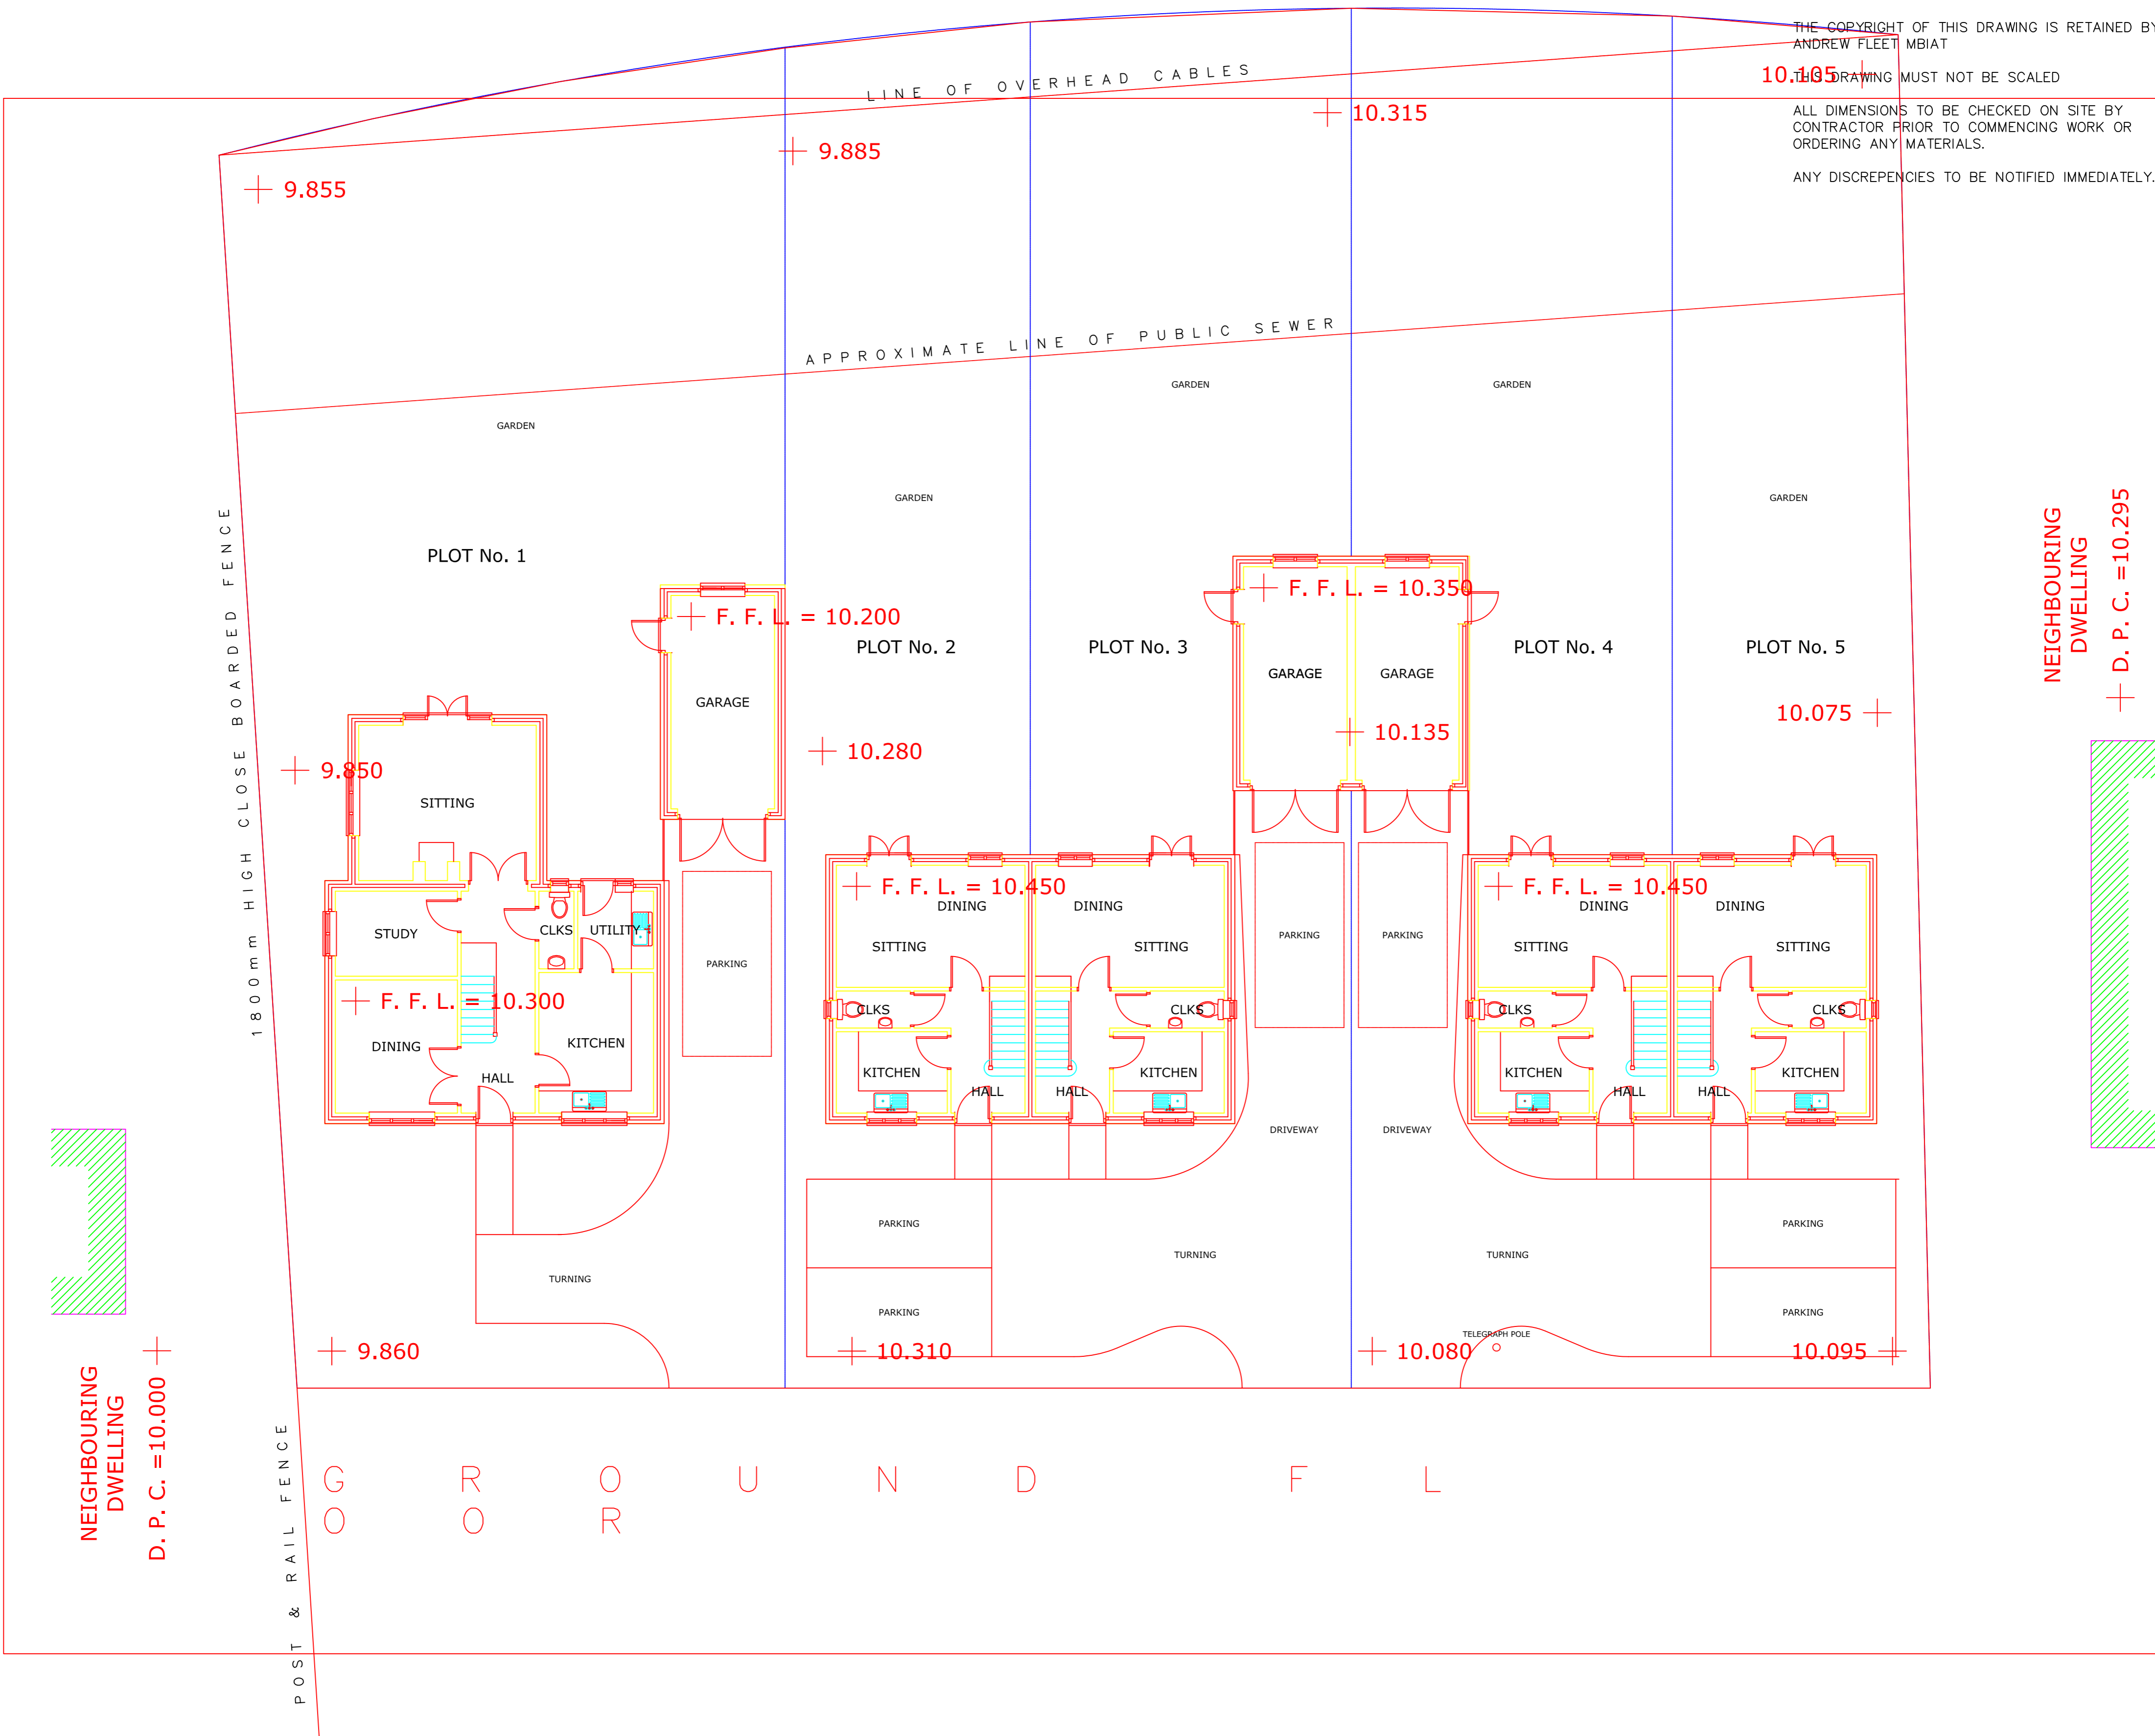 THE COPYRIGHT OF THIS DRAWING IS RETAINED BY
ANDREW FLEET MBIAT
THIS DRAWING MUST NOT BE SCALED
ALL DIMENSIONS TO BE CHECKED ON SITE BY
CONTRACTOR PRIOR TO COMMENCING WORK OR
ORDERING ANY MATERIALS.
ANY DISCREPENCIES TO BE NOTIFIED IMMEDIATELY.
LINE OF OVERHEAD CABLES
10.105
10.315
9.885
9.855
APPROXIMATE LINE OF PUBLIC SEWER
GARDEN
GARDEN
GARDEN
GARDEN
GARDEN
1800mm HIGH CLOSE BOARDED FENCE
PLOT No. 1
PLOT No. 2
PLOT No. 3
PLOT No. 4
PLOT No. 5
NEIGHBOURING
DWELLING
D. P. C. =10.295
F. F. L. = 10.200
F. F. L. = 10.350
GARAGE
GARAGE
GARAGE
9.850
10.280
10.135
10.075
SITTING
STUDY
CLKS
UTILITY
F. F. L. = 10.300
DINING
KITCHEN
HALL
PARKING
F. F. L. = 10.450
DINING
DINING
SITTING
SITTING
CLKS
CLKS
KITCHEN
KITCHEN
HALL
HALL
PARKING
PARKING
F. F. L. = 10.450
DINING
DINING
SITTING
SITTING
CLKS
CLKS
KITCHEN
KITCHEN
HALL
HALL
DRIVEWAY
DRIVEWAY
PARKING
PARKING
TURNING
TURNING
TURNING
PARKING
PARKING
TELEGRAPH POLE
9.860
10.310
10.080
10.095
NEIGHBOURING
DWELLING
D. P. C. =10.000
POST & RAIL FENCE
GROUND FL
OOR